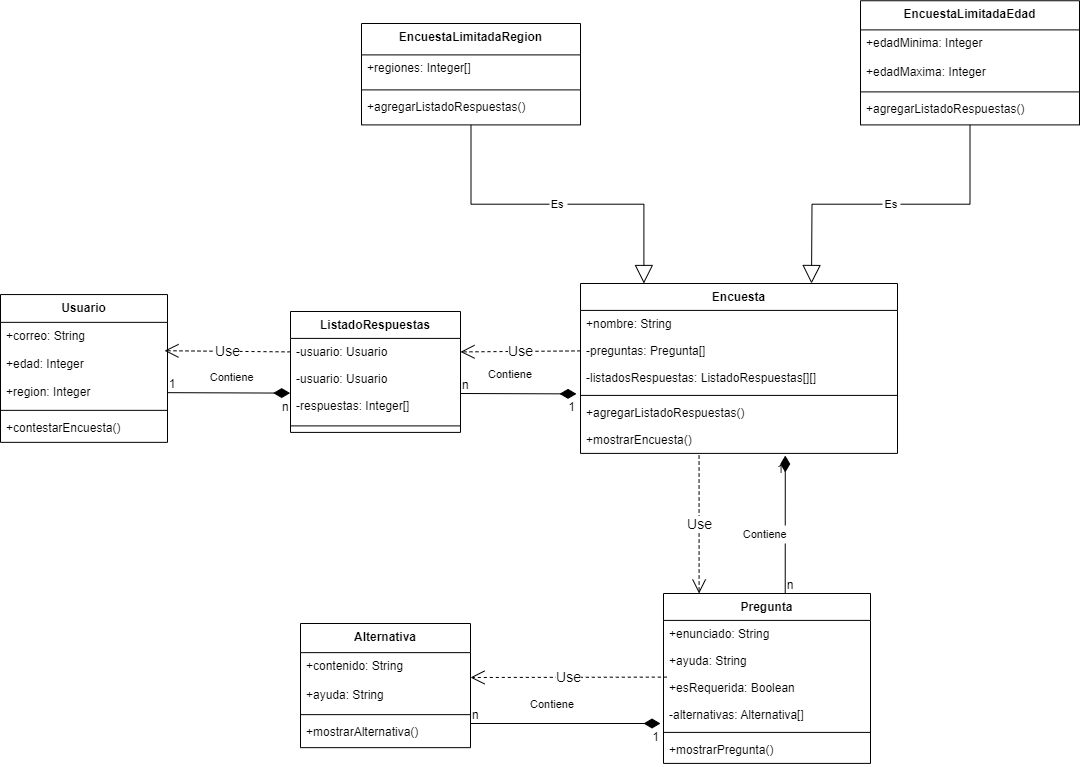 EncuestaLimitadaRegion
+regiones: Integer[]
+agregarListadoRespuestas()
EncuestaLimitadaEdad
+edadMinima: Integer
+edadMaxima: Integer
+agregarListadoRespuestas()
Es
Es
Usuario
+correo: String
+edad: Integer
+region: Integer
+contestarEncuesta()
Use
Contiene
1
n
ListadoRespuestas
-usuario: Usuario
-usuario: Usuario
-respuestas: Integer[]
Use
Contiene
n
1
Encuesta
+nombre: String
-preguntas: Pregunta[]
-listadosRespuestas: ListadoRespuestas[][]
+agregarListadoRespuestas()
+mostrarEncuesta()
1
Use
Contiene
n
Alternativa
+contenido: String
+ayuda: String
+mostrarAlternativa()
Use
Contiene
n
1
Pregunta
+enunciado: String
+ayuda: String
+esRequerida: Boolean
-alternativas: Alternativa[]
+mostrarPregunta()